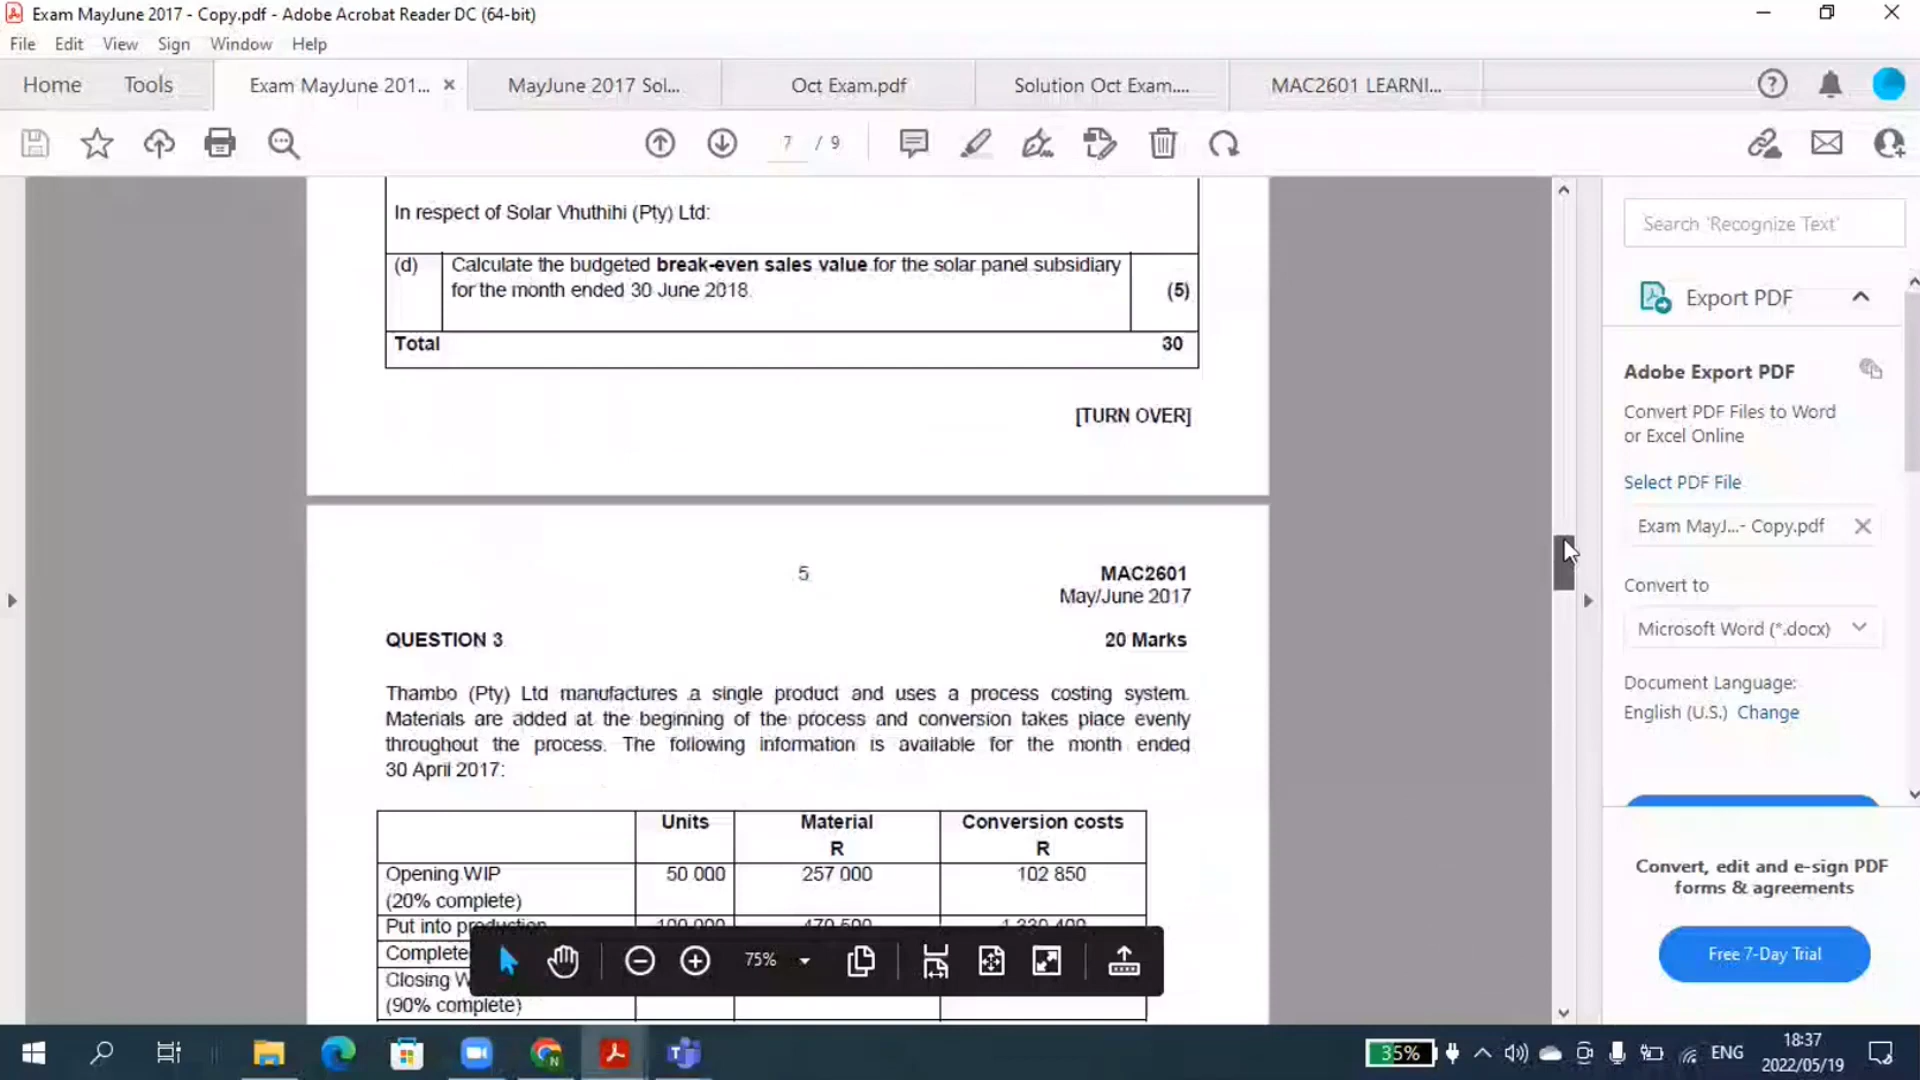 Exam MayJune 2017 - Copy.pdf - Adobe Acrobat Reader DC (64-bit)
File Edit View Sign Window Help
Home Tools Exam MayJune 201... × MayJune 2017 Sol... Oct Exam.pdf Solution Oct Exam.... MAC2601 LEARNI...
7 / 9
In respect of Solar Vhuthihi (Pty) Ltd:
(d) Calculate the budgeted break-even sales value for the solar panel subsidiary
for the month ended 30 June 2018. (5)
Total 30
[TURN OVER]
5 MAC2601
May/June 2017
QUESTION 3 20 Marks
Thambo (Pty) Ltd manufactures a single product and uses a process costing system.
Materials are added at the beginning of the process and conversion takes place evenly
throughout the process. The following information is available for the month ended
30 April 2017:
Units Material Conversion costs
R R
Opening WIP 50 000 257 000 102 850
(20% complete)
Put into production 100 000 470 500
Complete
Closing W
(90% complete)
75%
Search 'Recognize Text'
Export PDF
Adobe Export PDF
Convert PDF Files to Word
or Excel Online
Select PDF File
Exam MayJ...- Copy.pdf
Convert to
Microsoft Word (*.docx)
Document Language:
English (U.S.) Change
Convert, edit and e-sign PDF
forms & agreements
Free 7-Day Trial
35% ENG 18:37
2022/05/19